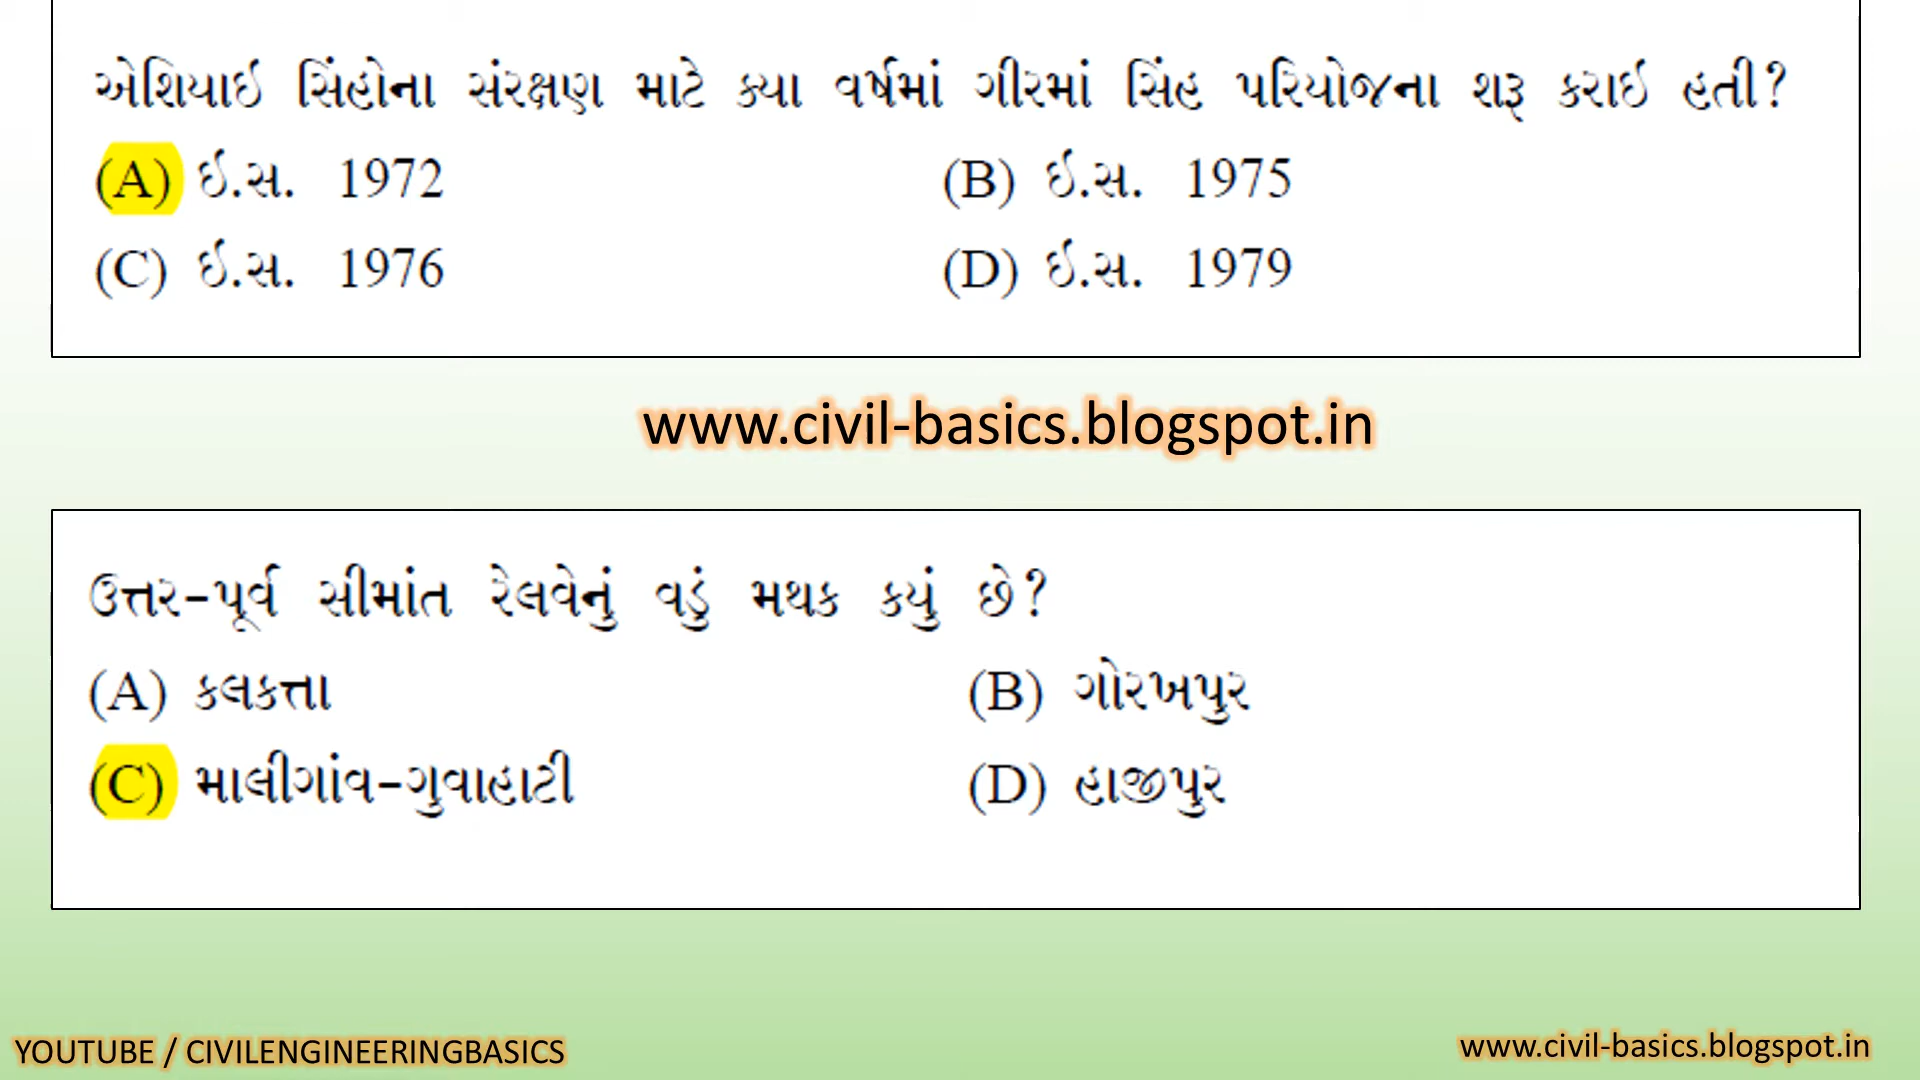 એશિયાઇ સિંહોના સંરક્ષણ માટે ક્યા વર્ષમાં ગીરમાં સિંહ પરિયોજના શરૂ કરાઇ હતી?
(A) ઈ.સ. 1972 (B) ઈ.સ. 1975
(C) ઈ.સ. 1976 (D) ઈ.સ. 1979
www.civil-basics.blogspot.in
ઉત્તર-પૂર્વ સીમાંત રેલવેનું વડું મથક કયું છે?
(A) કલકત્તા (B) ગોરખપુર
(C) માલીગાંવ-ગુવાહાટી (D) હાજીપુર
YOUTUBE / CIVILENGINEERINGBASICS www.civil-basics.blogspot.in